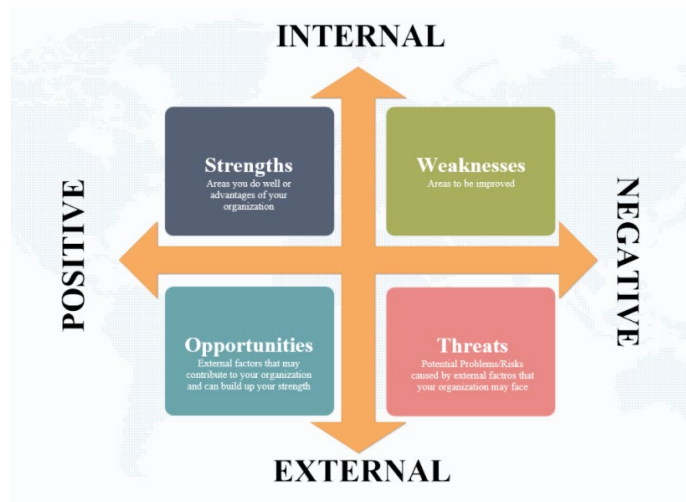 INTERNAL
Strengths
Areas you do well or
advantages of your
organization
Weaknesses
Areas to be improved
POSITIVE
NEGATIVE
Opportunities
External factors that may
contribute to your organization
and can build up your strength
Threats
Potential Problems/Risks
caused by external factros that
your organization may face
EXTERNAL